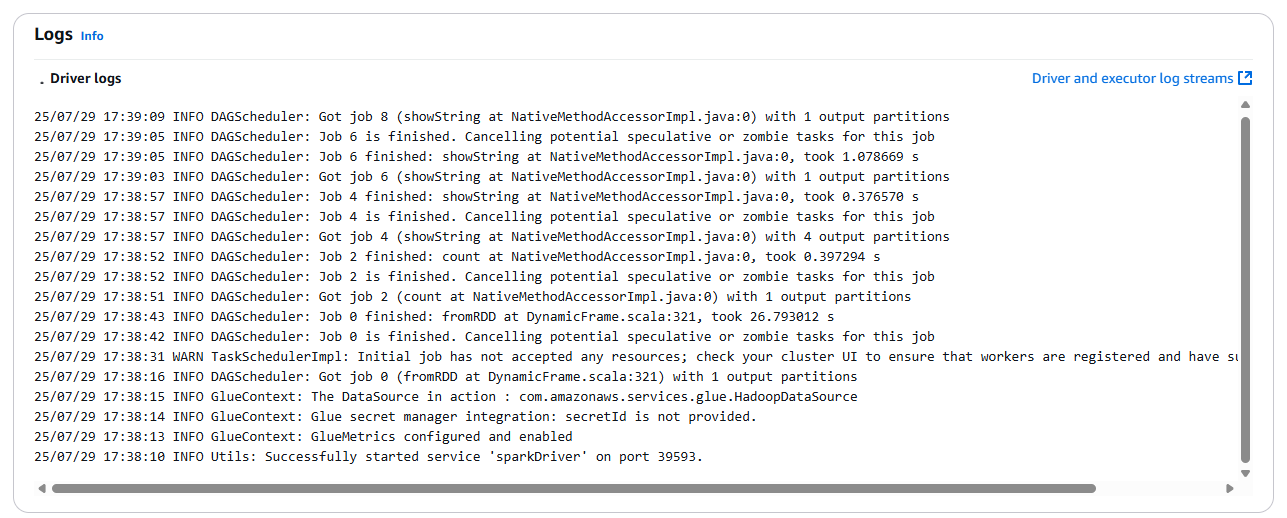 Logs Info
Driver logs
Driver and executor log streams
25/07/29 17:39:09 INFO DAGScheduler: Got job 8 (showString at NativeMethodAccessorImpl.java:0) with 1 output partitions
25/07/29 17:39:05 INFO DAGScheduler: Job 6 is finished. Cancelling potential speculative or zombie tasks for this job
25/07/29 17:39:05 INFO DAGScheduler: Job 6 finished: showString at NativeMethodAccessorImpl.java:0, took 1.078669 s
25/07/29 17:39:03 INFO DAGScheduler: Got job 6 (showString at NativeMethodAccessorImpl.java:0) with 1 output partitions
25/07/29 17:38:57 INFO DAGScheduler: Job 4 finished: showString at NativeMethodAccessorImpl.java:0, took 0.376570 s
25/07/29 17:38:57 INFO DAGScheduler: Job 4 is finished. Cancelling potential speculative or zombie tasks for this job
25/07/29 17:38:57 INFO DAGScheduler: Got job 4 (showString at NativeMethodAccessorImpl.java:0) with 4 output partitions
25/07/29 17:38:52 INFO DAGScheduler: Job 2 finished: count at NativeMethodAccessorImpl.java:0, took 0.397294 s
25/07/29 17:38:52 INFO DAGScheduler: Job 2 is finished. Cancelling potential speculative or zombie tasks for this job
25/07/29 17:38:51 INFO DAGScheduler: Got job 2 (count at NativeMethodAccessorImpl.java:0) with 1 output partitions
25/07/29 17:38:43 INFO DAGScheduler: Job 0 finished: fromRDD at DynamicFrame.scala:321, took 26.793012 s
25/07/29 17:38:42 INFO DAGScheduler: Job 0 is finished. Cancelling potential speculative or zombie tasks for this job
25/07/29 17:38:31 WARN TaskSchedulerImpl: Initial job has not accepted any resources; check your cluster UI to ensure that workers are registered and have
25/07/29 17:38:16 INFO DAGScheduler: Got job 0 (fromRDD at DynamicFrame.scala:321) with 1 output partitions
25/07/29 17:38:15 INFO GlueContext: The DataSource in action : com.amazonaws.services.glue.HadoopDataSource
25/07/29 17:38:14 INFO GlueContext: Glue secret manager integration: secretId is not provided.
25/07/29 17:38:13 INFO GlueContext: GlueMetrics configured and enabled
25/07/29 17:38:10 INFO Utils: Successfully started service 'sparkDriver' on port 39593.